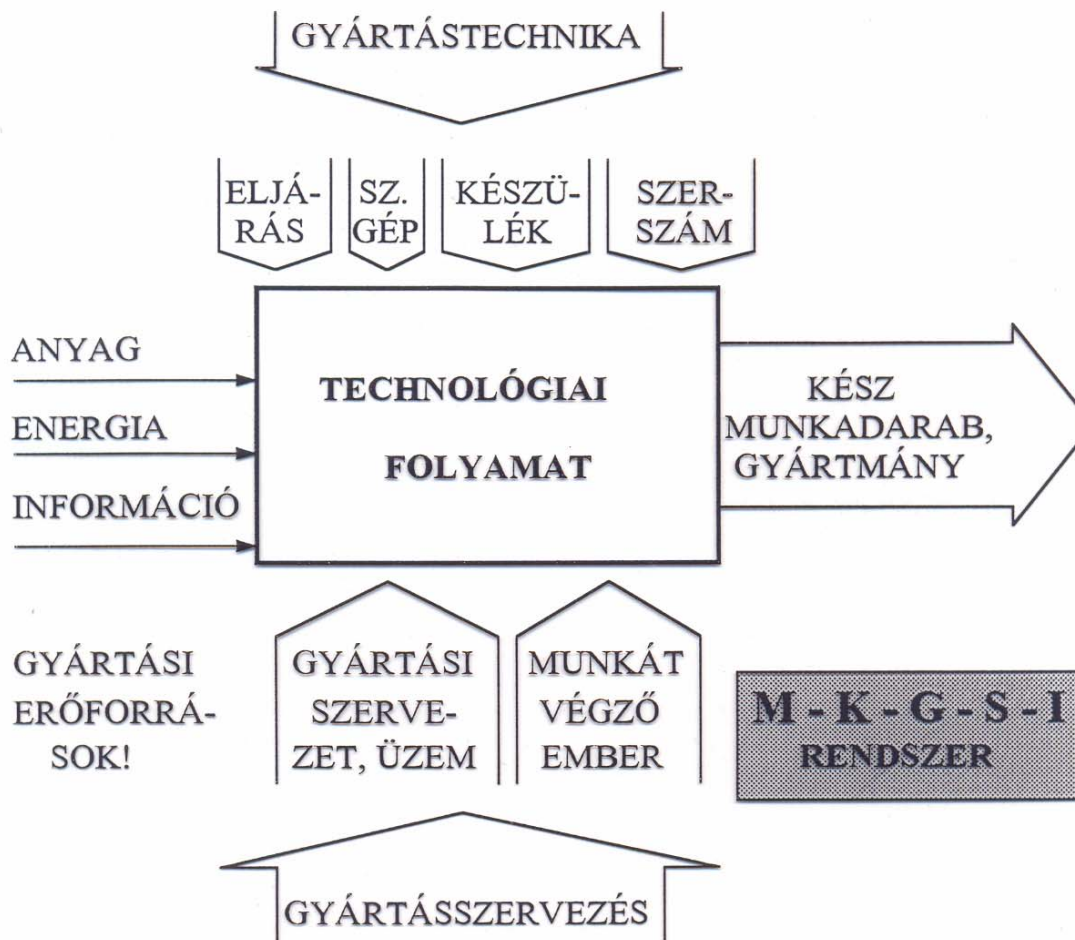 GYÁRTÁSTECHNIKA
ELJÁ-
RÁS
SZ.
GÉP
KÉSZÜ-
LÉK
SZER-
SZÁM
ANYAG
ENERGIA
INFORMÁCIÓ
TECHNOLÓGIAI
FOLYAMAT
KÉSZ
MUNKADARAB,
GYÁRTMÁNY
GYÁRTÁSI
ERŐFORRÁ-
SOK!
GYÁRTÁSI
SZERVE-
ZET, ÜZEM
MUNKÁT
VÉGZŐ
EMBER
M - K - G - S - I
RENDSZER
GYÁRTÁSSZERVEZÉS